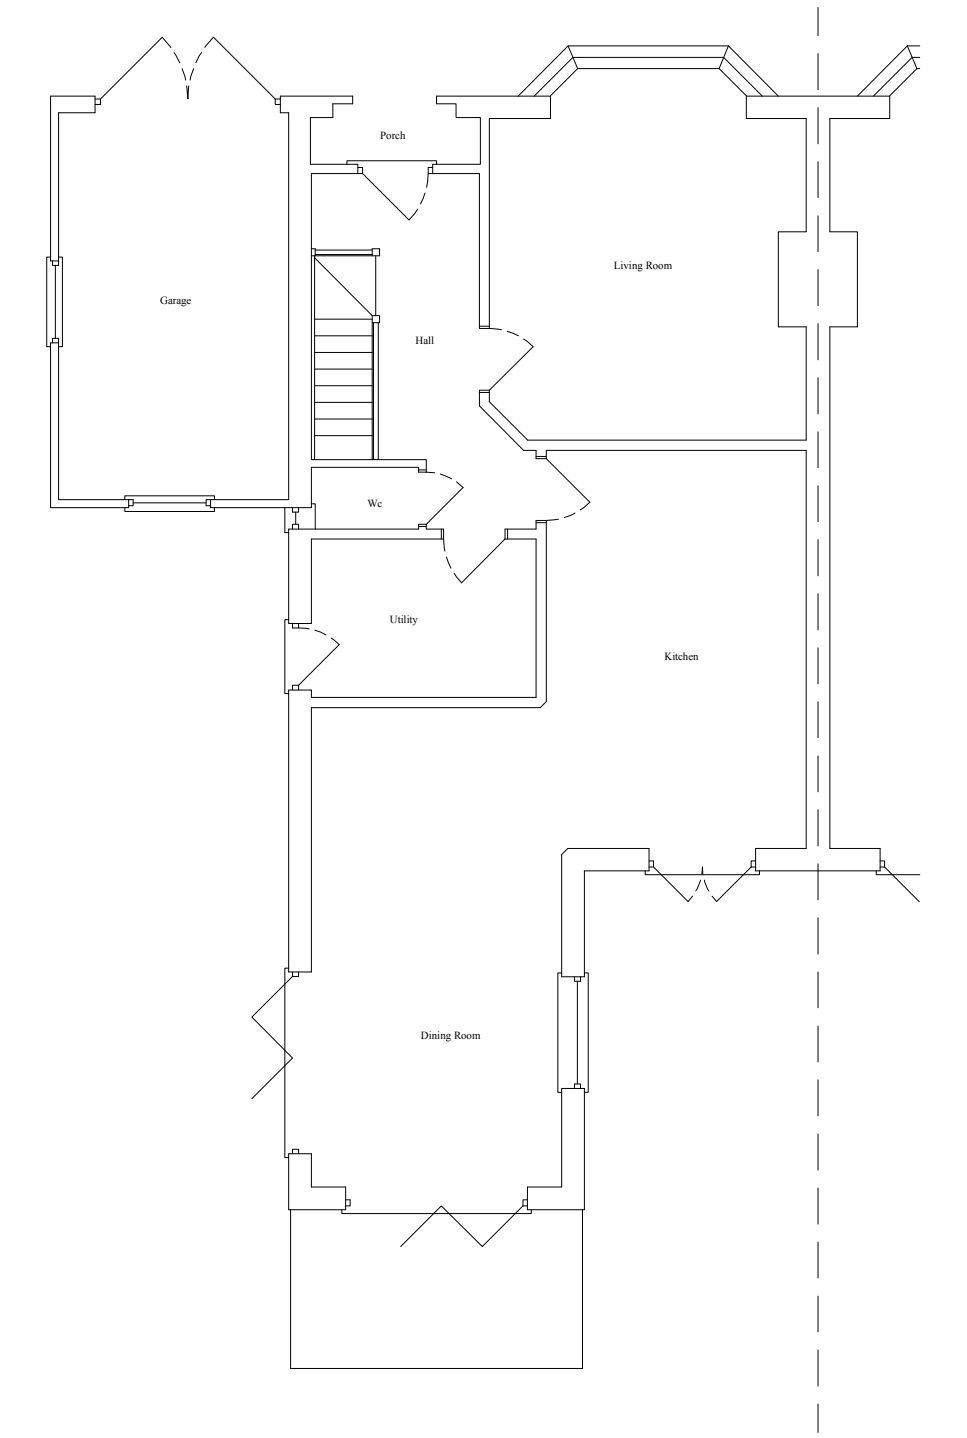 Porch
Living Room
Garage
Hall
Wc
Utility
Kitchen
Dining Room